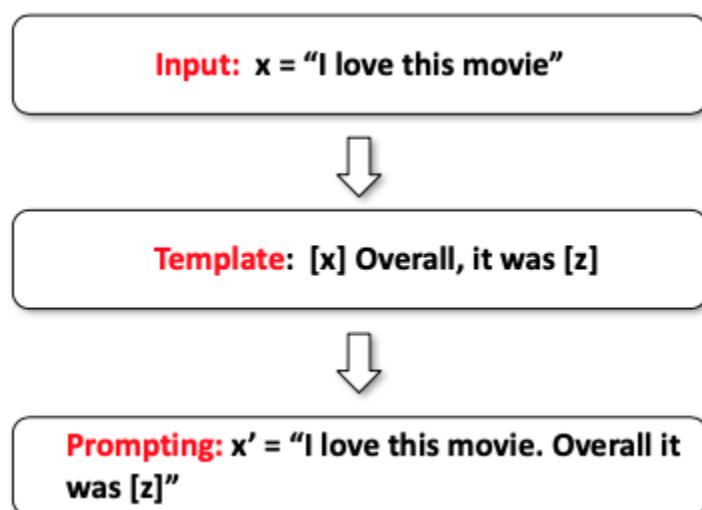 Input: x = “I love this movie”
Template: [x] Overall, it was [z]
Prompting: x’ = “I love this movie. Overall it
was [z]”